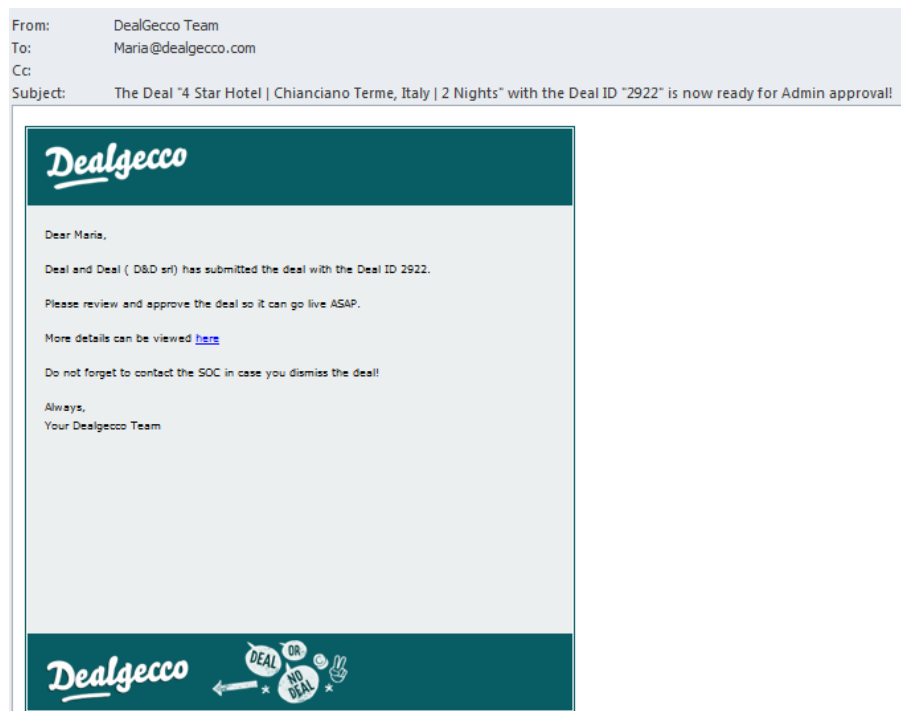 From: DealGecco Team
To: Maria@dealgecco.com
Cc:
Subject: The Deal "4 Star Hotel | Chianciano Terme, Italy | 2 Nights" with the Deal ID "2922" is now ready for Admin approval!
Dealgecco
Dear Maria,
Deal and Deal ( D&D srl) has submitted the deal with the Deal ID 2922.
Please review and approve the deal so it can go live ASAP.
More details can be viewed here
Do not forget to contact the SOC in case you dismiss the deal!
Always,
Your Dealgecco Team
Dealgecco
DEAL
OR
NO
DEAL